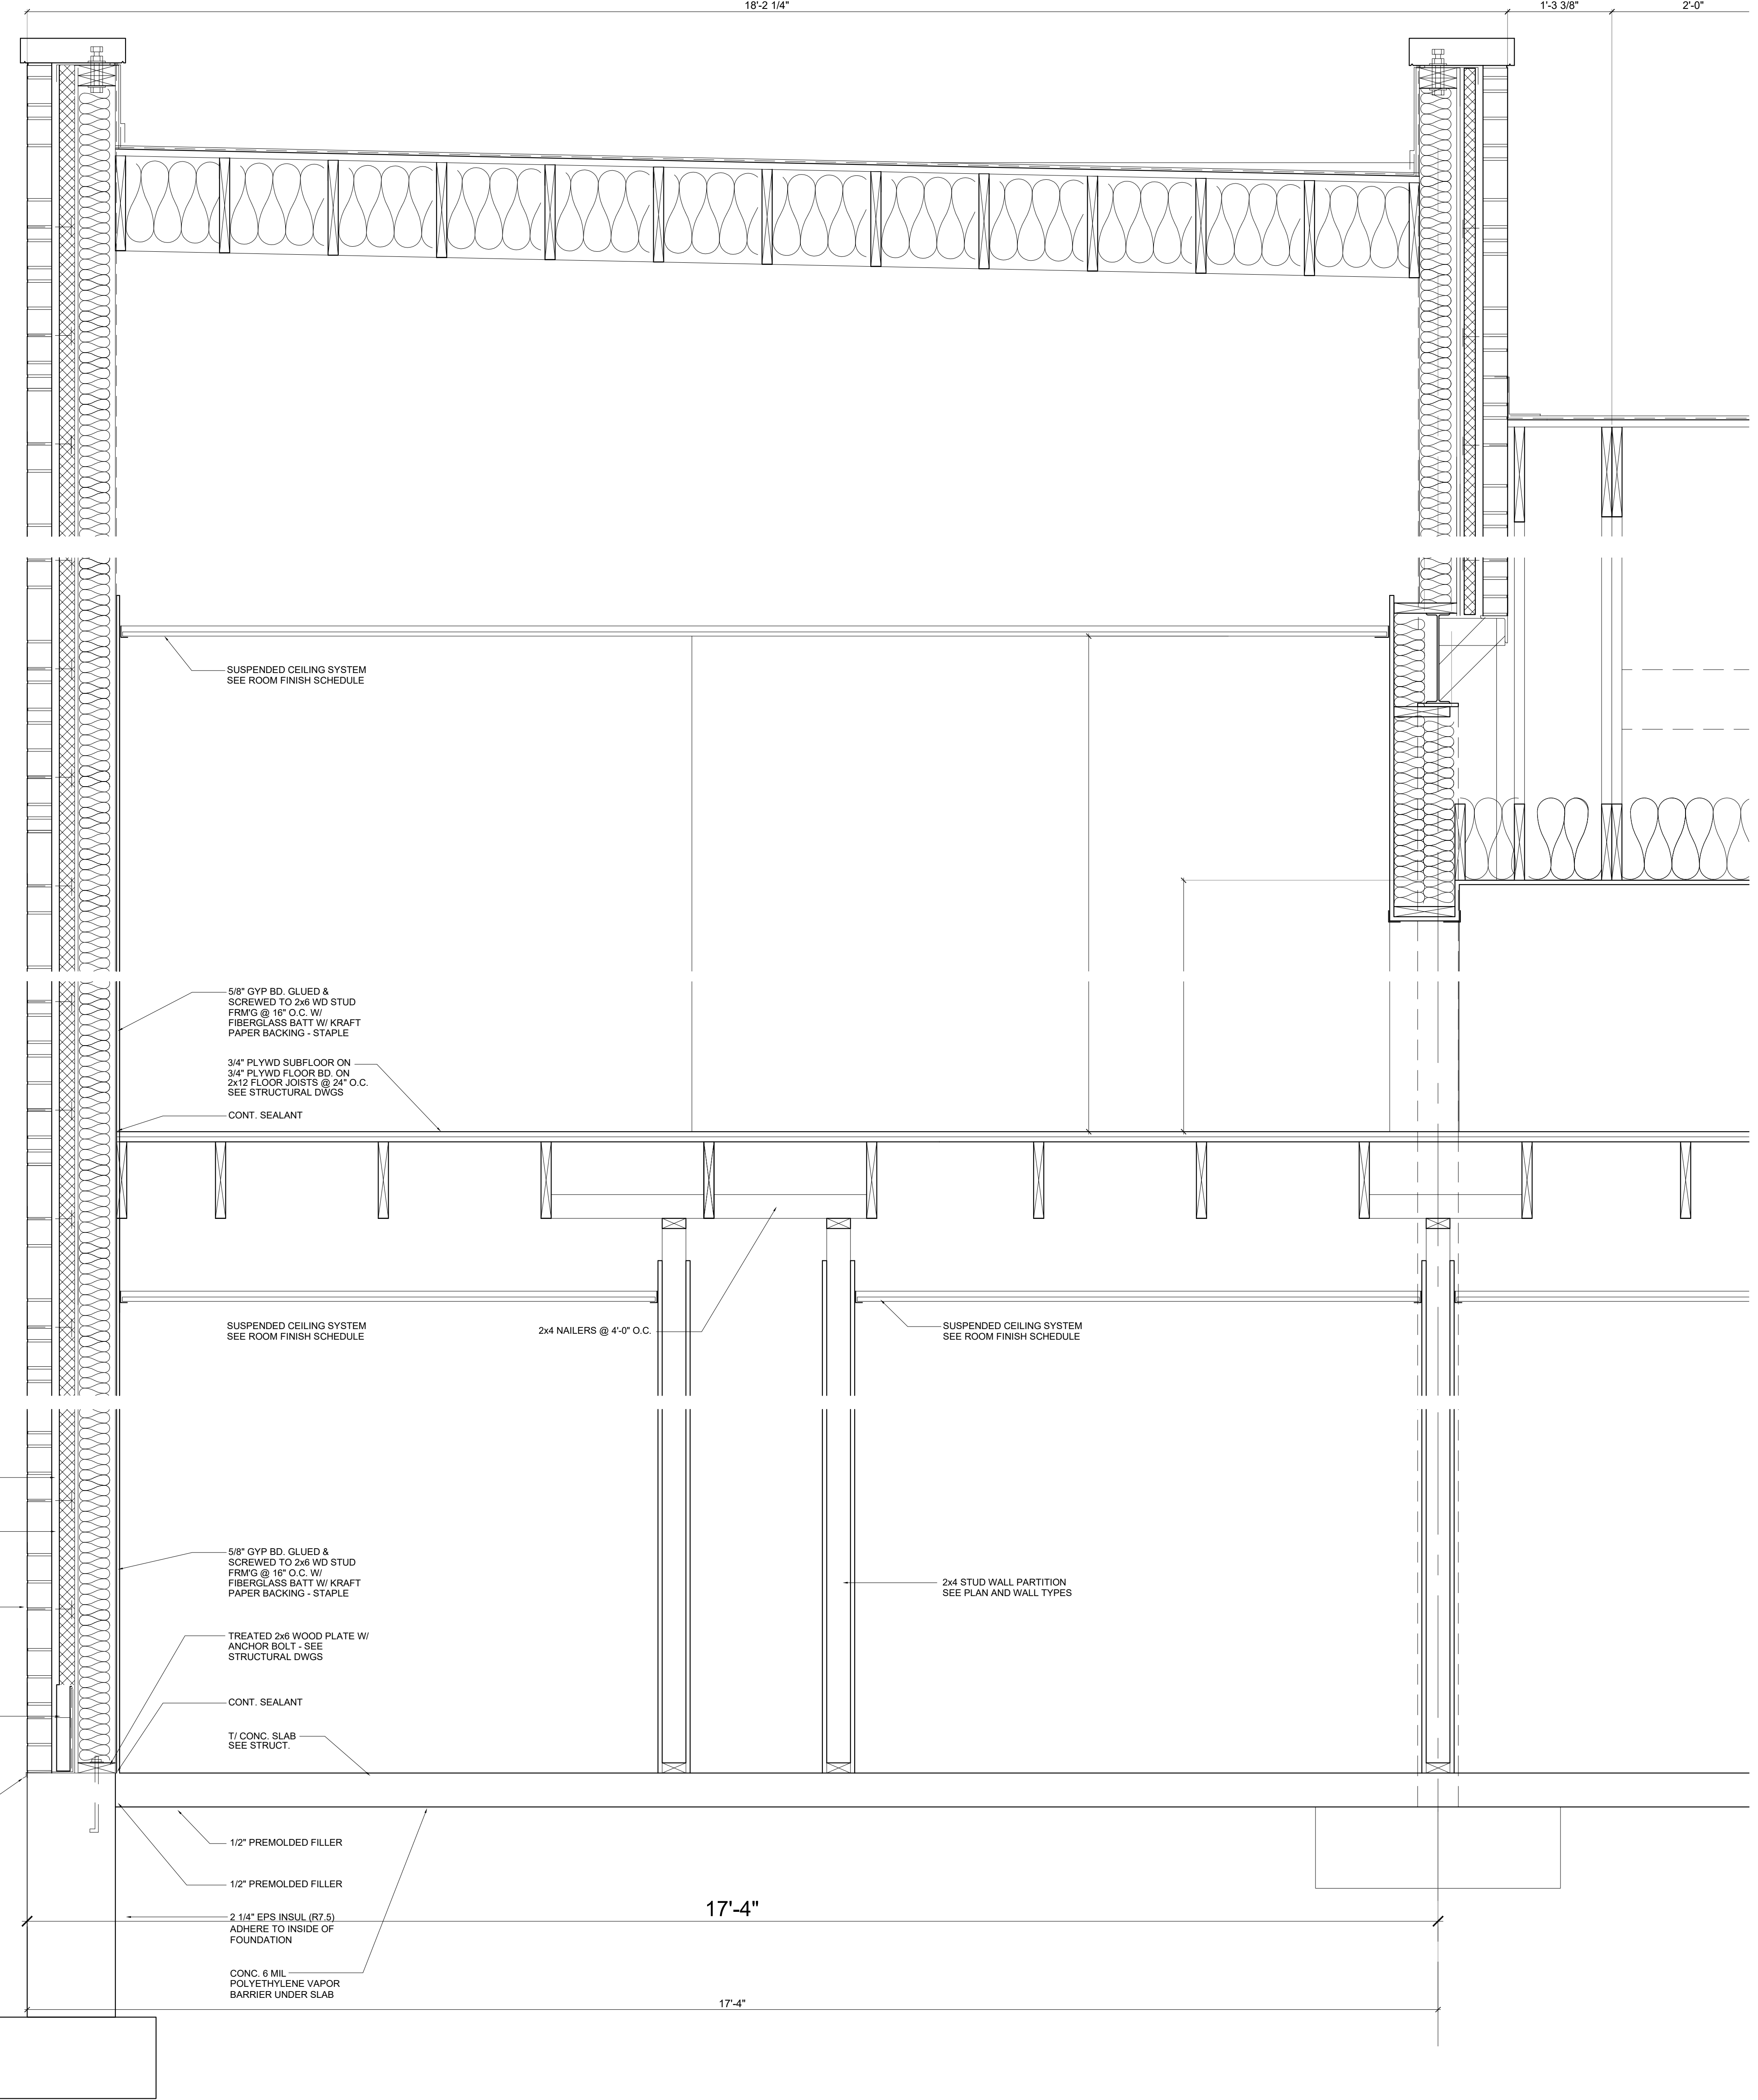 18'-2 1/4"
1'-3 3/8"
2'-0"
SUSPENDED CEILING SYSTEM
SEE ROOM FINISH SCHEDULE
5/8" GYP BD. GLUED &
SCREWED TO 2x6 WD STUD
FRM'G @ 16" O.C. W/
FIBERGLASS BATT W/ KRAFT
PAPER BACKING - STAPLE
3/4" PLYWD SUBFLOOR ON
3/4" PLYWD FLOOR BD. ON
2x12 FLOOR JOISTS @ 24" O.C.
SEE STRUCTURAL DWGS
CONT. SEALANT
SUSPENDED CEILING SYSTEM
SEE ROOM FINISH SCHEDULE
2x4 NAILERS @ 4'-0" O.C.
SUSPENDED CEILING SYSTEM
SEE ROOM FINISH SCHEDULE
5/8" GYP BD. GLUED &
SCREWED TO 2x6 WD STUD
FRM'G @ 16" O.C. W/
FIBERGLASS BATT W/ KRAFT
PAPER BACKING - STAPLE
2x4 STUD WALL PARTITION
SEE PLAN AND WALL TYPES
TREATED 2x6 WOOD PLATE W/
ANCHOR BOLT - SEE
STRUCTURAL DWGS
CONT. SEALANT
T/ CONC. SLAB
SEE STRUCT.
1/2" PREMOLDED FILLER
1/2" PREMOLDED FILLER
17'-4"
2 1/4" EPS INSUL (R7.5)
ADHERE TO INSIDE OF
FOUNDATION
CONC. 6 MIL
POLYETHYLENE VAPOR
BARRIER UNDER SLAB
17'-4"